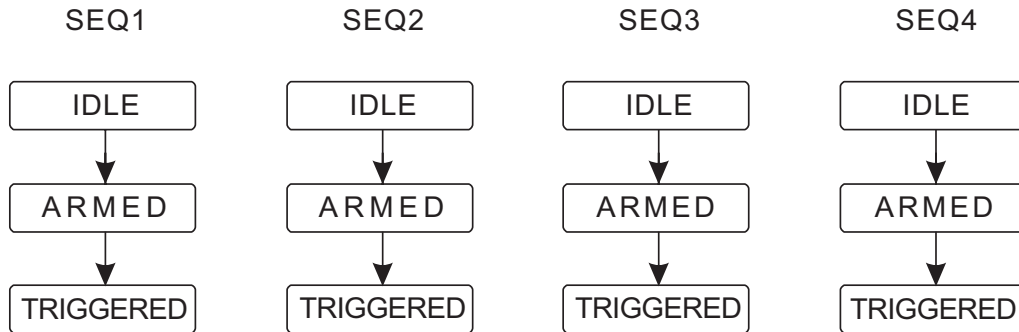 SEQ1 SEQ2 SEQ3 SEQ4
IDLE IDLE IDLE IDLE
ARMED ARMED ARMED ARMED
TRIGGERED TRIGGERED TRIGGERED TRIGGERED